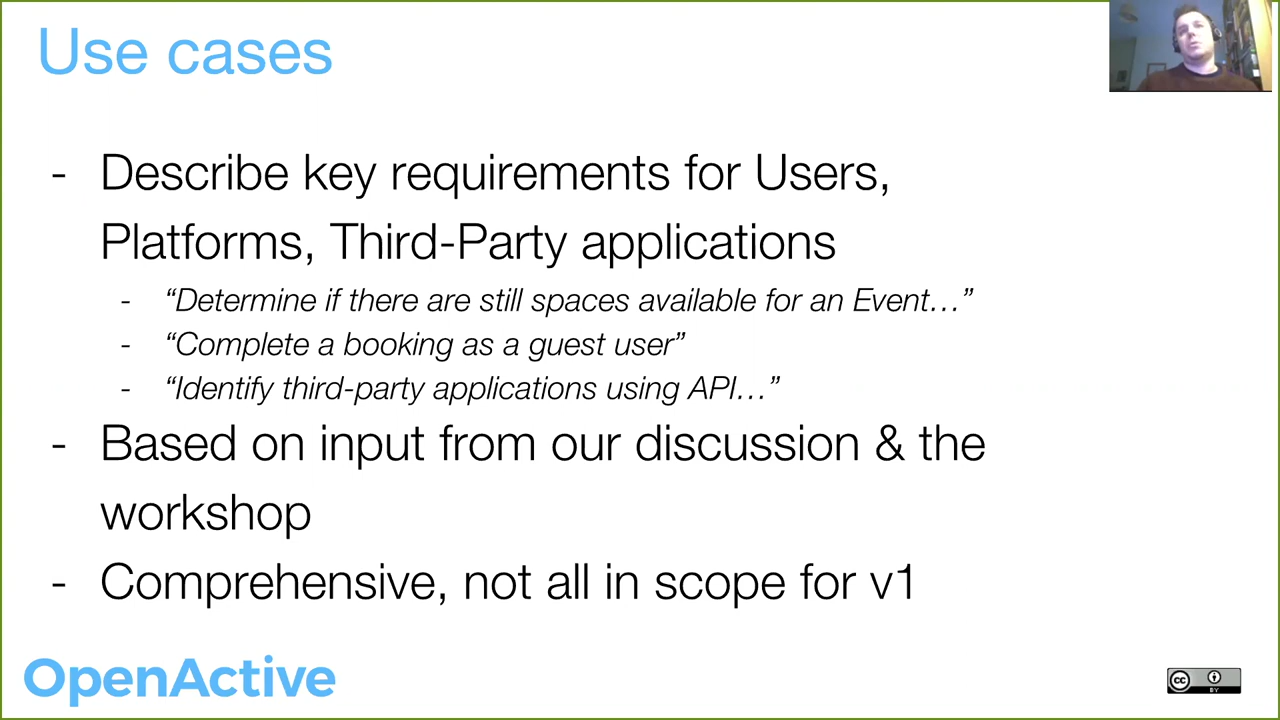 Use cases
- Describe key requirements for Users,
Platforms, Third-Party applications
- “Determine if there are still spaces available for an Event…”
- “Complete a booking as a guest user”
- “Identify third-party applications using API…”
- Based on input from our discussion & the
workshop
- Comprehensive, not all in scope for v1
OpenActive
cc
BY